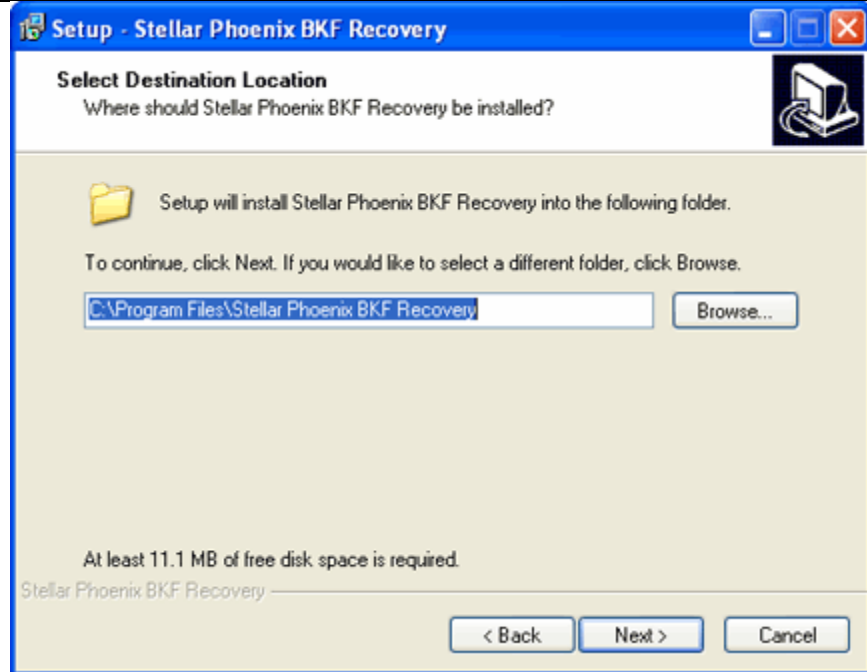 Setup - Stellar Phoenix BKF Recovery
Select Destination Location
Where should Stellar Phoenix BKF Recovery be installed?
Setup will install Stellar Phoenix BKF Recovery into the following folder.
To continue, click Next. If you would like to select a different folder, click Browse.
C:\Program Files\Stellar Phoenix BKF Recovery
Browse...
At least 11.1 MB of free disk space is required.
Stellar Phoenix BKF Recovery
< Back
Next >
Cancel